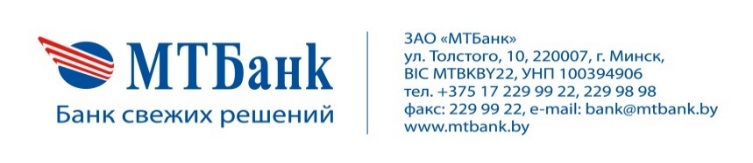 МТБанк
Банк свежих решений
ЗАО «МТБанк»
ул. Толстого, 10, 220007, г. Минск,
BIC MTBKBY22, УНП 100394906
тел. +375 17 229 99 22, 229 98 98
факс: 229 99 22, e-mail: bank@mtbank.by
www.mtbank.by